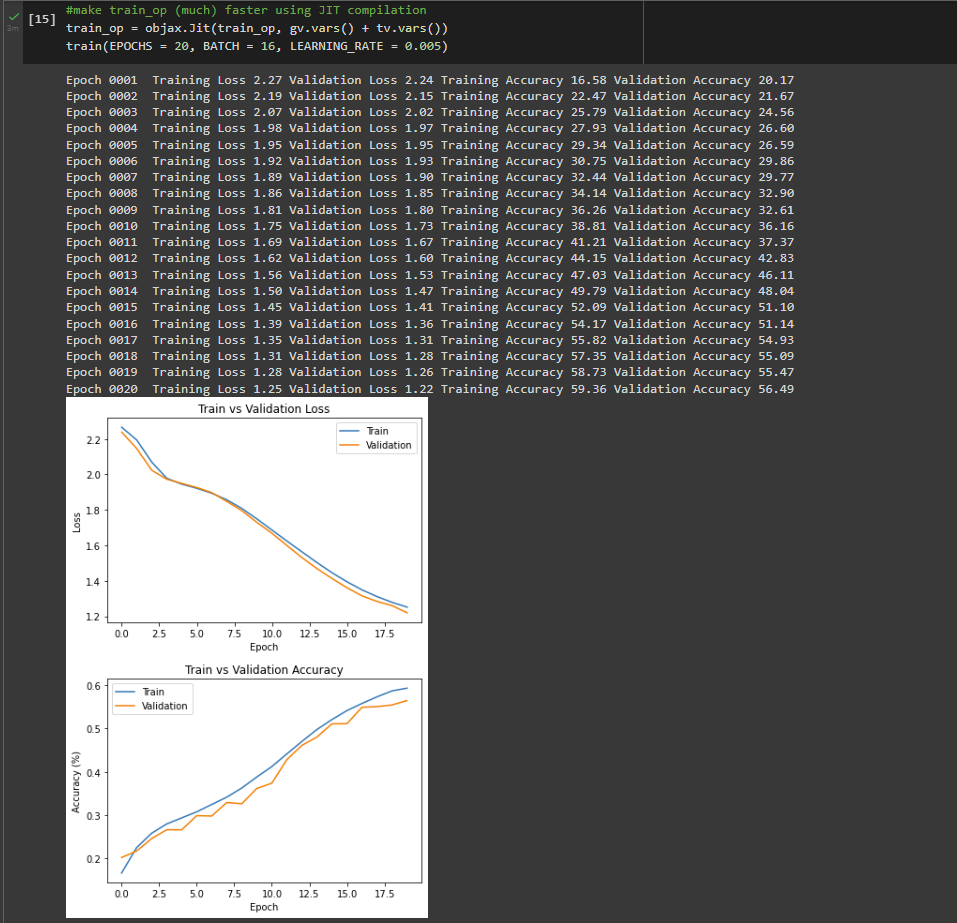 #make train_op (much) faster using JIT compilation
[15] train_op = objax.Jit(train_op, gv.vars() + tv.vars())
3m
train(EPOCHS = 20, BATCH = 16, LEARNING_RATE = 0.005)
Epoch 0001  Training Loss 2.27 Validation Loss 2.24 Training Accuracy 16.58 Validation Accuracy 20.17
Epoch 0002  Training Loss 2.19 Validation Loss 2.15 Training Accuracy 22.47 Validation Accuracy 21.67
Epoch 0003  Training Loss 2.07 Validation Loss 2.02 Training Accuracy 25.79 Validation Accuracy 24.56
Epoch 0004  Training Loss 1.98 Validation Loss 1.97 Training Accuracy 27.93 Validation Accuracy 26.60
Epoch 0005  Training Loss 1.95 Validation Loss 1.95 Training Accuracy 29.34 Validation Accuracy 26.59
Epoch 0006  Training Loss 1.92 Validation Loss 1.93 Training Accuracy 30.75 Validation Accuracy 29.86
Epoch 0007  Training Loss 1.89 Validation Loss 1.90 Training Accuracy 32.44 Validation Accuracy 29.77
Epoch 0008  Training Loss 1.86 Validation Loss 1.85 Training Accuracy 34.14 Validation Accuracy 32.90
Epoch 0009  Training Loss 1.81 Validation Loss 1.80 Training Accuracy 36.26 Validation Accuracy 32.61
Epoch 0010  Training Loss 1.75 Validation Loss 1.73 Training Accuracy 38.81 Validation Accuracy 36.16
Epoch 0011  Training Loss 1.69 Validation Loss 1.67 Training Accuracy 41.21 Validation Accuracy 37.37
Epoch 0012  Training Loss 1.62 Validation Loss 1.60 Training Accuracy 44.15 Validation Accuracy 42.83
Epoch 0013  Training Loss 1.56 Validation Loss 1.53 Training Accuracy 47.03 Validation Accuracy 46.11
Epoch 0014  Training Loss 1.50 Validation Loss 1.47 Training Accuracy 49.79 Validation Accuracy 48.04
Epoch 0015  Training Loss 1.45 Validation Loss 1.41 Training Accuracy 52.09 Validation Accuracy 51.10
Epoch 0016  Training Loss 1.39 Validation Loss 1.36 Training Accuracy 54.17 Validation Accuracy 51.14
Epoch 0017  Training Loss 1.35 Validation Loss 1.31 Training Accuracy 55.82 Validation Accuracy 54.93
Epoch 0018  Training Loss 1.31 Validation Loss 1.28 Training Accuracy 57.35 Validation Accuracy 55.09
Epoch 0019  Training Loss 1.28 Validation Loss 1.26 Training Accuracy 58.73 Validation Accuracy 55.47
Epoch 0020  Training Loss 1.25 Validation Loss 1.22 Training Accuracy 59.36 Validation Accuracy 56.49
Train vs Validation Loss
Train
Validation
2.2
2.0
1.8
1.6
1.4
1.2
Loss
0.0 2.5 5.0 7.5 10.0 12.5 15.0 17.5
Epoch
Train vs Validation Accuracy
Train
Validation
0.6
0.5
0.4
0.3
0.2
Accuracy (%)
0.0 2.5 5.0 7.5 10.0 12.5 15.0 17.5
Epoch